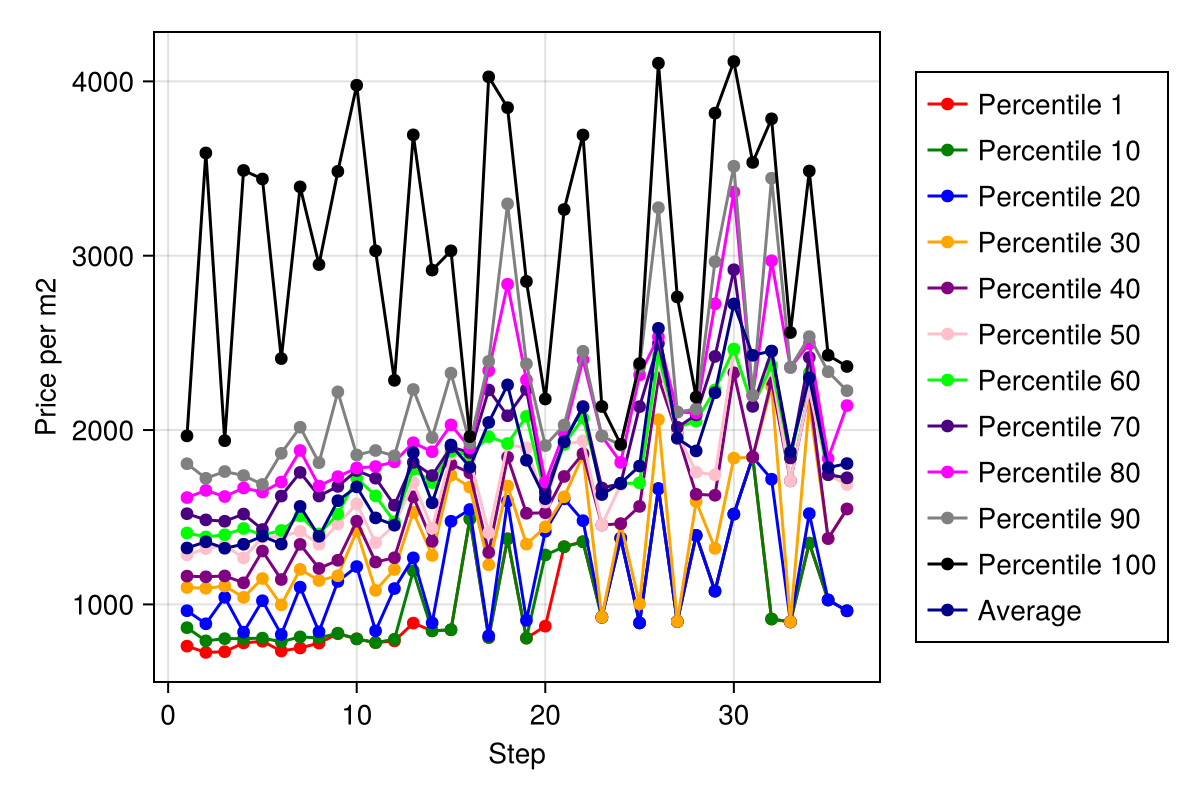 4000
3000
2000
1000
Price per m2
0 10 20 30
Step
Percentile 1
Percentile 10
Percentile 20
Percentile 30
Percentile 40
Percentile 50
Percentile 60
Percentile 70
Percentile 80
Percentile 90
Percentile 100
Average